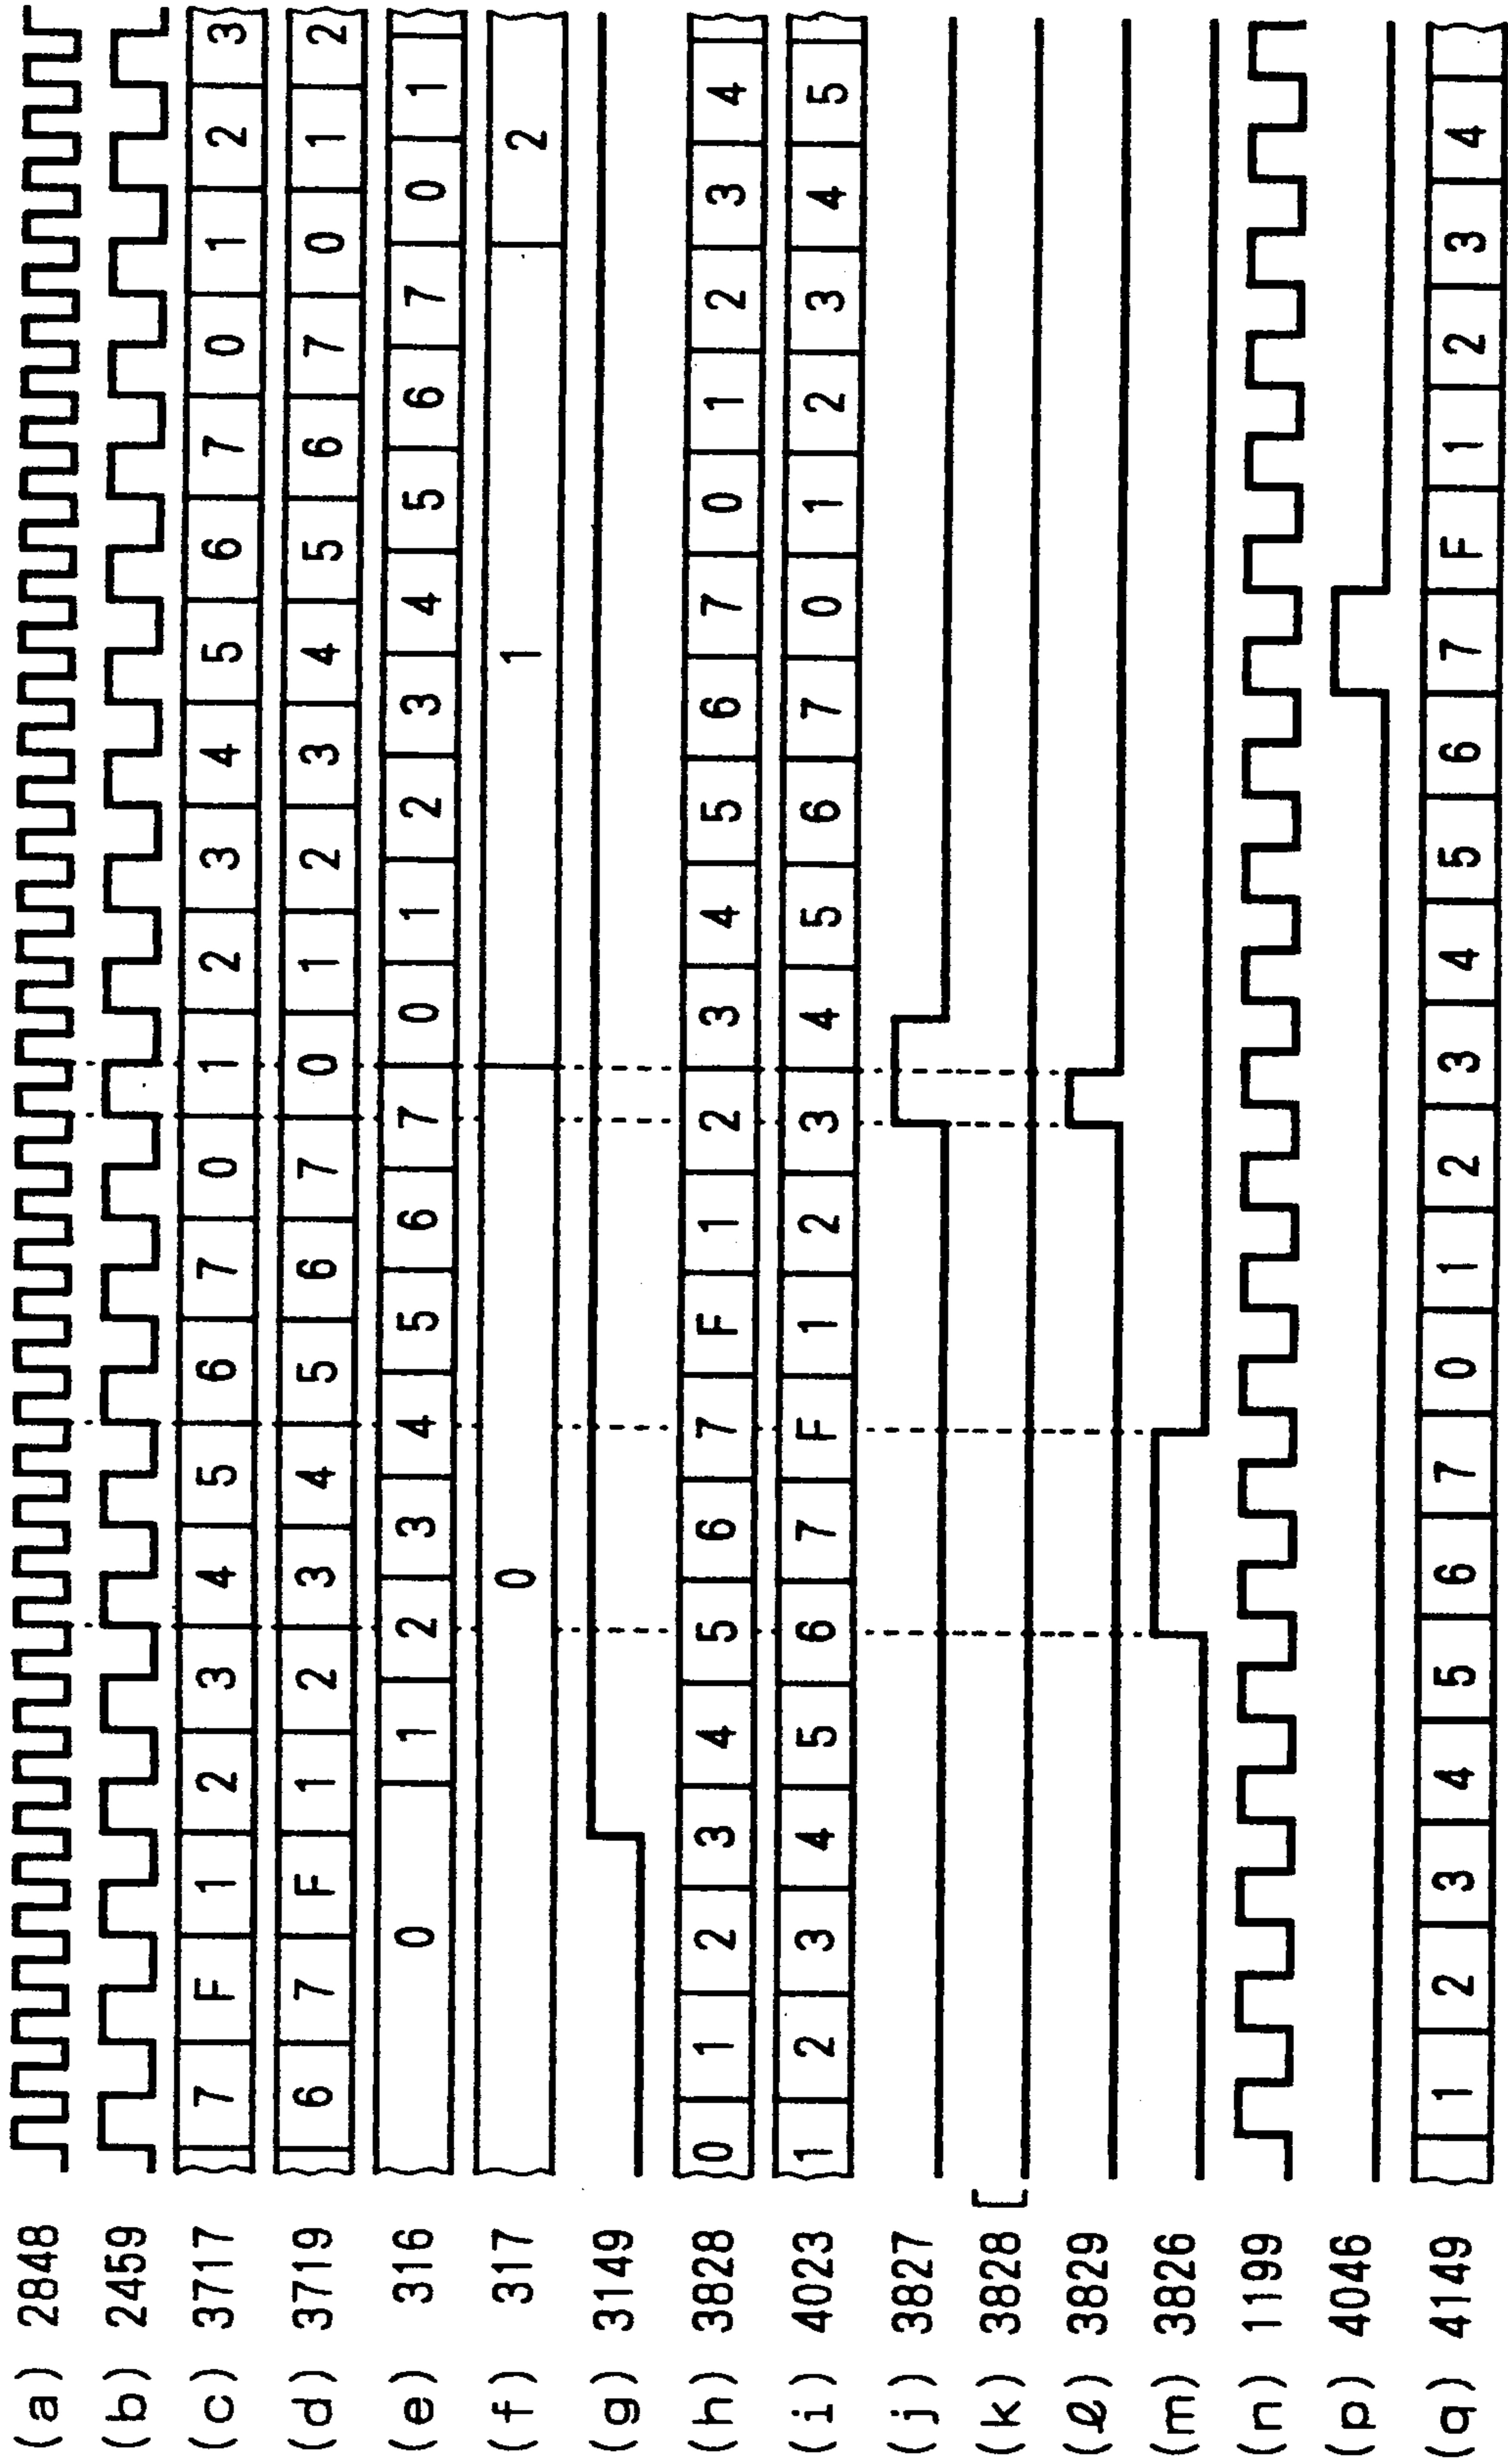 (a) 2848
(b) 2459
(c) 3717 7 F 1 2 3 4 5 6 7 0 1 2 3 4 5 6 7 0 1 2 3
(d) 3719 6 7 F 1 2 3 4 5 6 7 0 1 2 3 4 5 6 7 0 1 2
(e) 316 0 1 2 3 4 5 6 7 0 1 2 3 4 5 6 7 0 1
(f) 317 0 1 2
(g) 3149
(h) 3828 0 1 2 3 4 5 6 7 F 1 2 3 4 5 6 7 0 1 2 3 4
(i) 4023 1 2 3 4 5 6 7 F 1 2 3 4 5 6 7 0 1 2 3 4 5
(j) 3827
(k) 3828
(ℓ) 3829
(m) 3826
(n) 1199
(p) 4046
(q) 4149 1 2 3 4 5 6 7 0 1 2 3 4 5 6 7 F 1 2 3 4